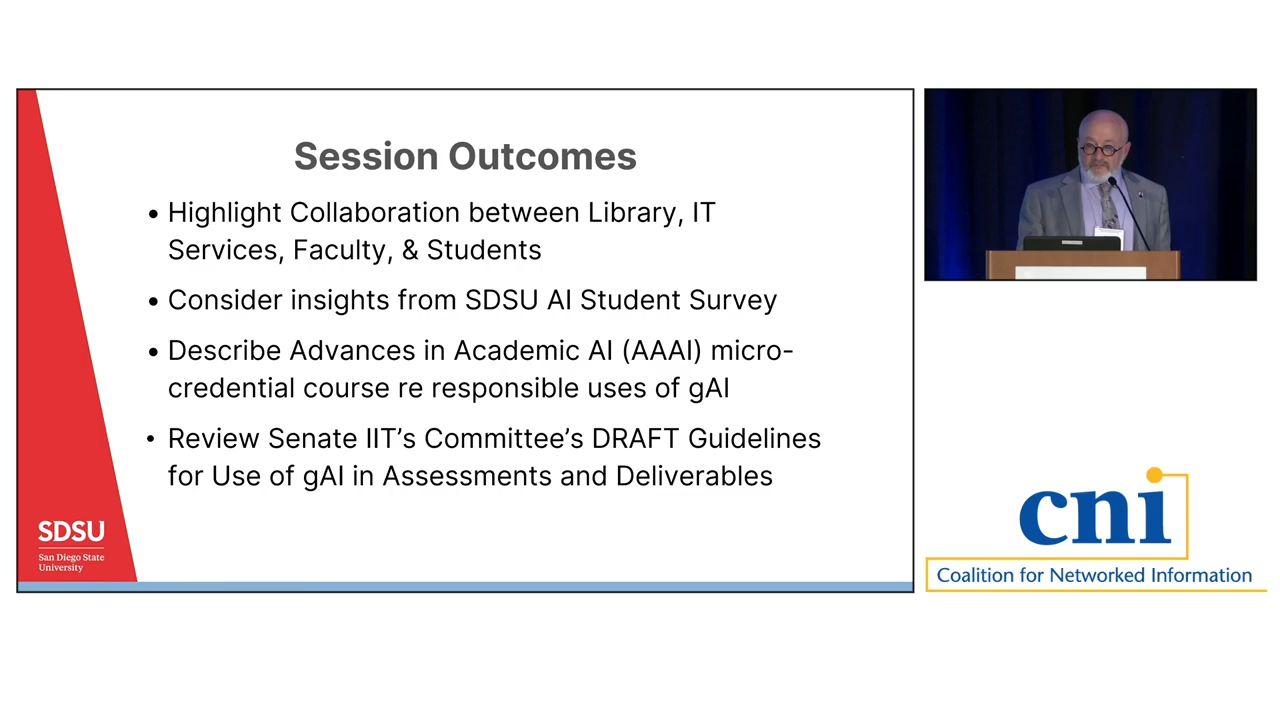 Session Outcomes
• Highlight Collaboration between Library, IT
Services, Faculty, & Students
• Consider insights from SDSU AI Student Survey
• Describe Advances in Academic AI (AAAI) micro-
credential course re responsible uses of gAI
• Review Senate IIT’s Committee’s DRAFT Guidelines
for Use of gAI in Assessments and Deliverables
SDSU
San Diego State
University
cni
Coalition for Networked Information